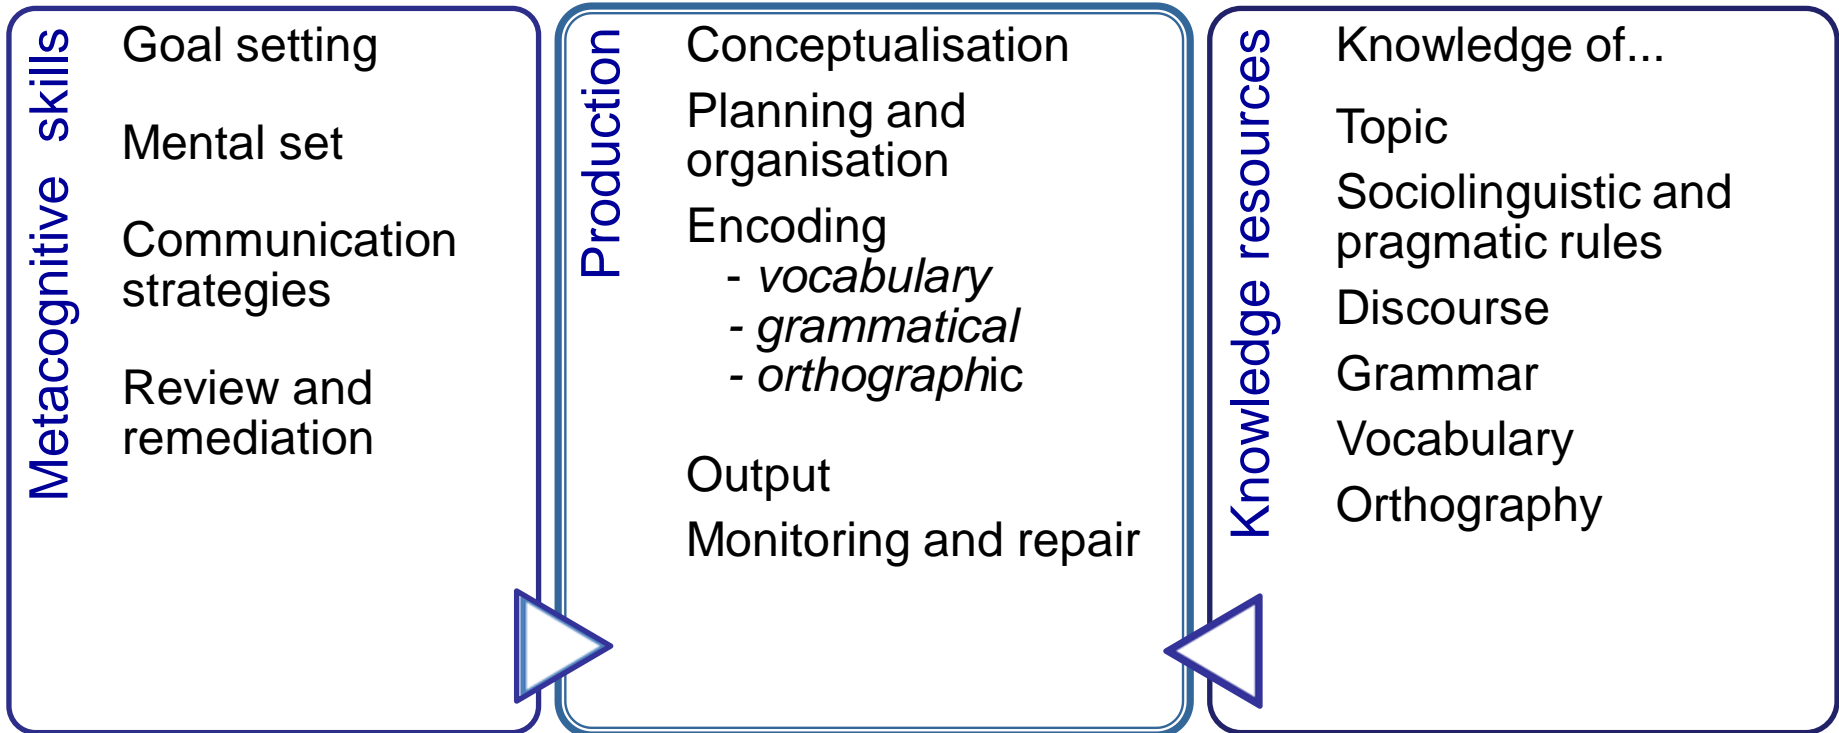 Metacognitive skills
Goal setting
Mental set
Communication
strategies
Review and
remediation
Production
Conceptualisation
Planning and
organisation
Encoding
- vocabulary
- grammatical
- orthographic
Output
Monitoring and repair
Knowledge resources
Knowledge of...
Topic
Sociolinguistic and
pragmatic rules
Discourse
Grammar
Vocabulary
Orthography